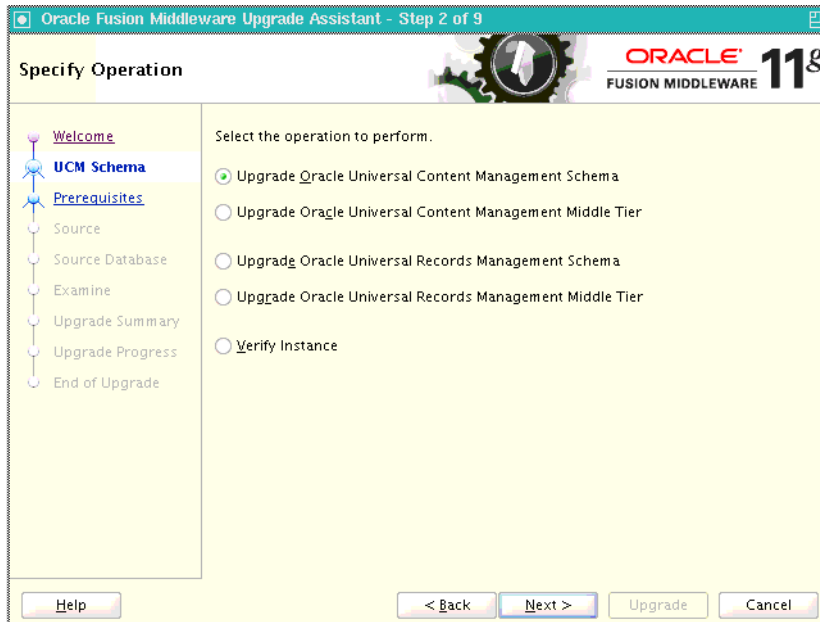 Oracle Fusion Middleware Upgrade Assistant - Step 2 of 9
Specify Operation
ORACLE
FUSION MIDDLEWARE
11g
Welcome
UCM Schema
Prerequisites
Source
Source Database
Examine
Upgrade Summary
Upgrade Progress
End of Upgrade
Select the operation to perform.
Upgrade Oracle Universal Content Management Schema
Upgrade Oracle Universal Content Management Middle Tier
Upgrade Oracle Universal Records Management Schema
Upgrade Oracle Universal Records Management Middle Tier
Verify Instance
Help
< Back
Next >
Upgrade
Cancel